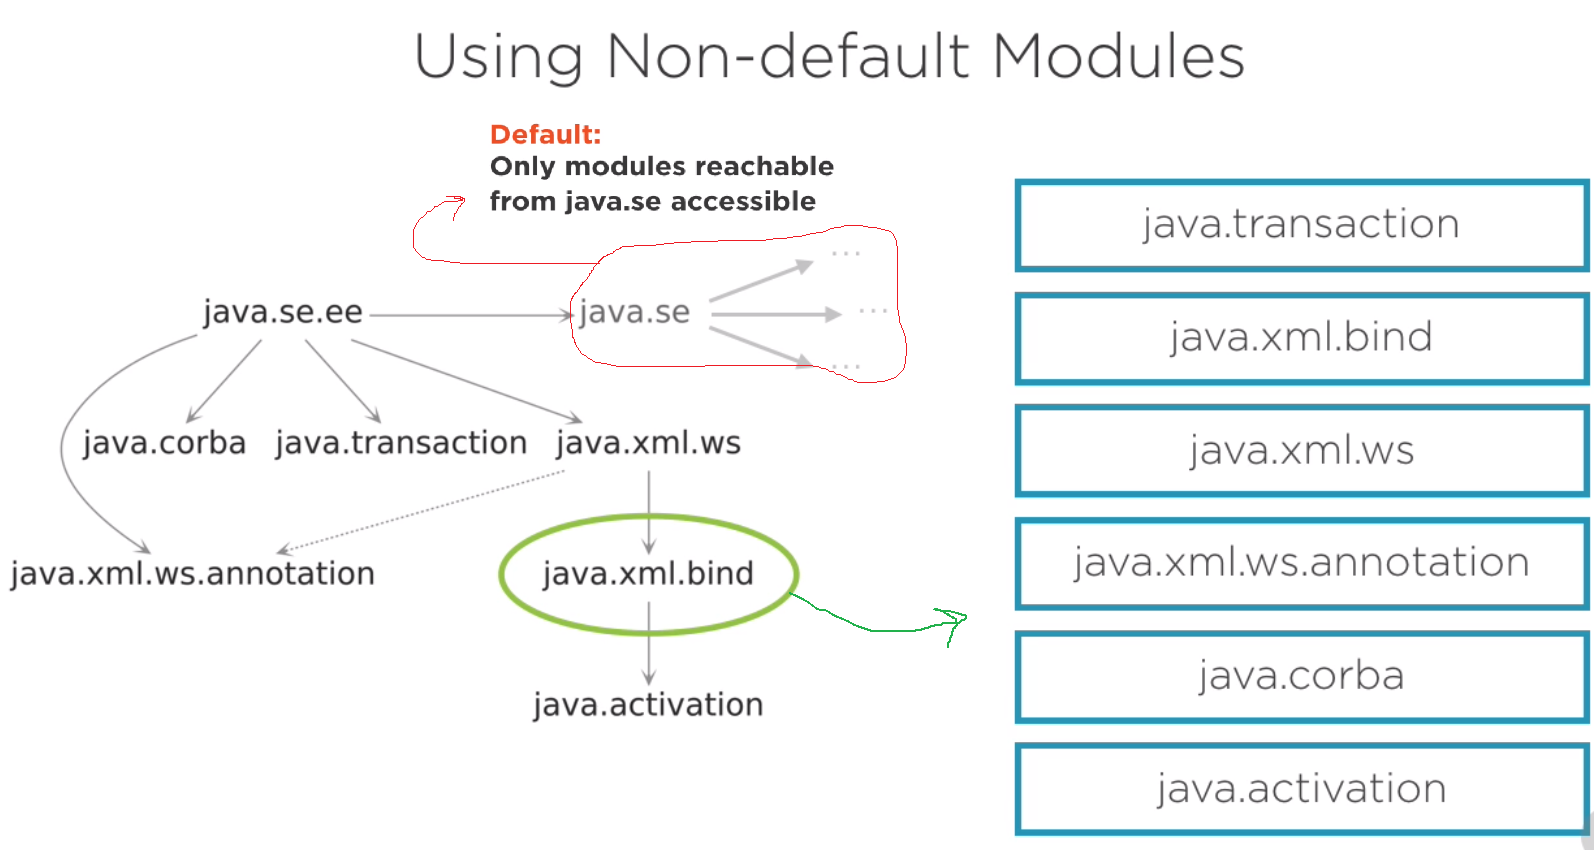 Using Non-default Modules
Default:
Only modules reachable
from java.se accessible
java.se.ee
java.se
...
...
...
java.corba
java.transaction
java.xml.ws
java.xml.ws.annotation
java.xml.bind
java.activation
java.transaction
java.xml.bind
java.xml.ws
java.xml.ws.annotation
java.corba
java.activation